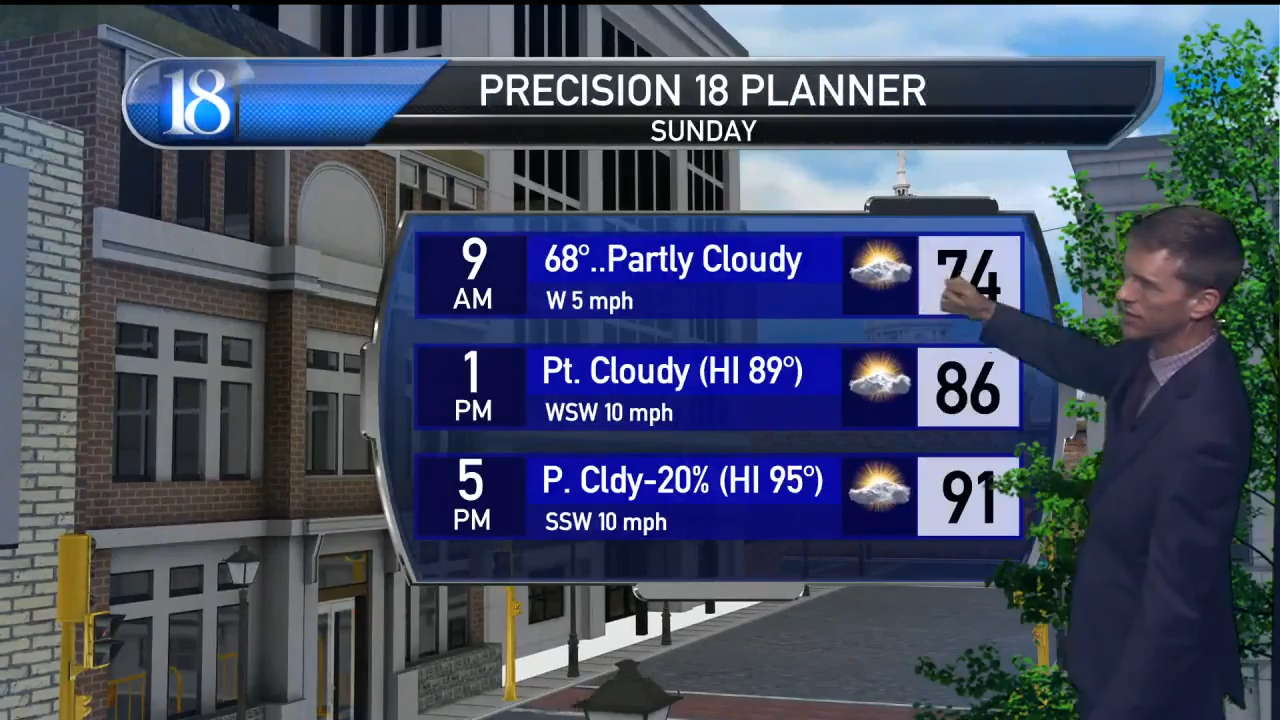 18
PRECISION 18 PLANNER
SUNDAY
9
AM
68°..Partly Cloudy
W 5 mph
74
1
PM
Pt. Cloudy (HI 89°)
WSW 10 mph
86
5
PM
P. Cldy-20% (HI 95°)
SSW 10 mph
91